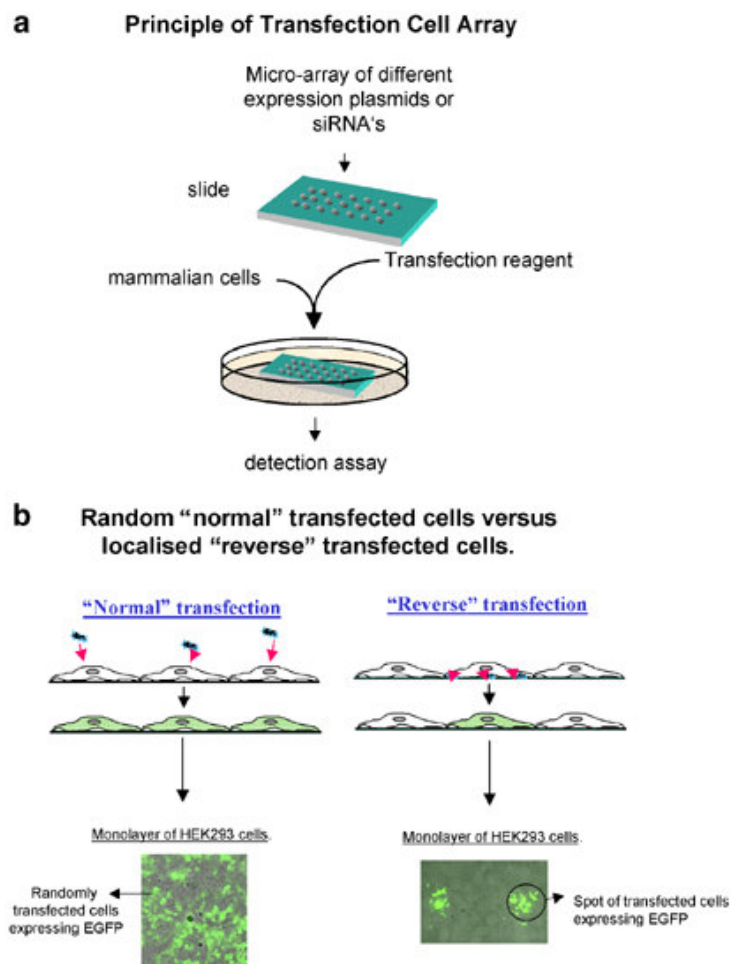 a
Principle of Transfection Cell Array
Micro-array of different
expression plasmids or
siRNA's
slide
Transfection reagent
mammalian cells
detection assay
b
Random “normal” transfected cells versus
localised “reverse” transfected cells.
“Normal” transfection
“Reverse” transfection
Monolayer of HEK293 cells.
Monolayer of HEK293 cells.
Randomly
transfected cells
expressing EGFP
Spot of transfected cells
expressing EGFP